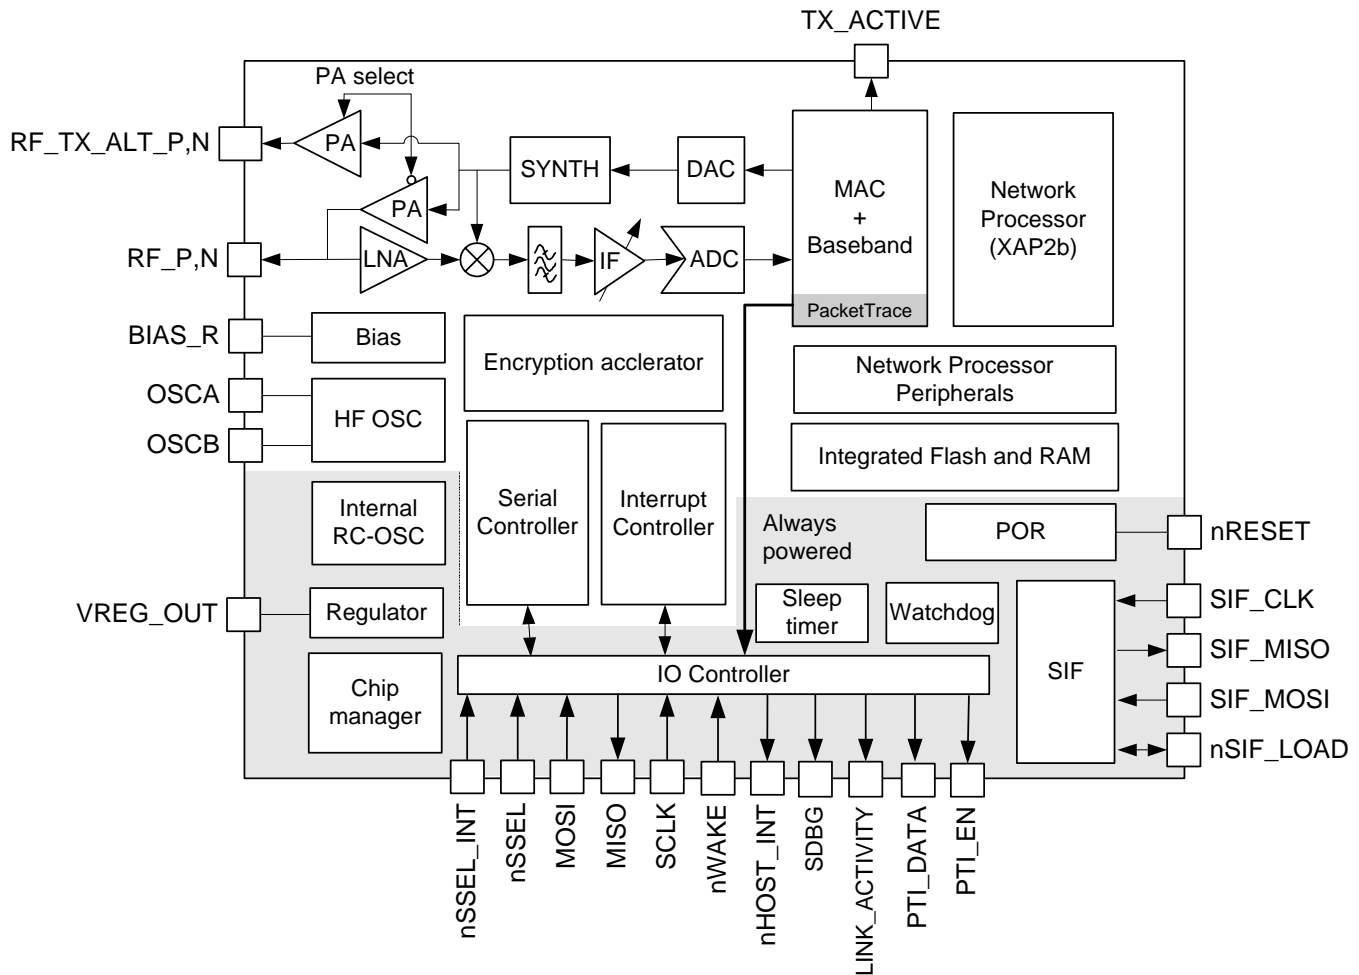 TX_ACTIVE
PA select
RF_TX_ALT_P,N
PA
SYNTH
DAC
MAC
+
Baseband
Network
Processor
(XAP2b)
PA
RF_P,N
LNA
IF
ADC
PacketTrace
BIAS_R
Bias
Encryption acclerator
Network Processor
Peripherals
OSCA
HF OSC
OSCB
Integrated Flash and RAM
Internal
RC-OSC
Serial
Controller
Interrupt
Controller
Always
powered
POR
nRESET
VREG_OUT
Regulator
Sleep
timer
Watchdog
SIF
SIF_CLK
SIF_MISO
SIF_MOSI
nSIF_LOAD
Chip
manager
IO Controller
nSSEL_INT
nSSEL
MOSI
MISO
SCLK
nWAKE
nHOST_INT
SDBG
LINK_ACTIVITY
PTI_DATA
PTI_EN